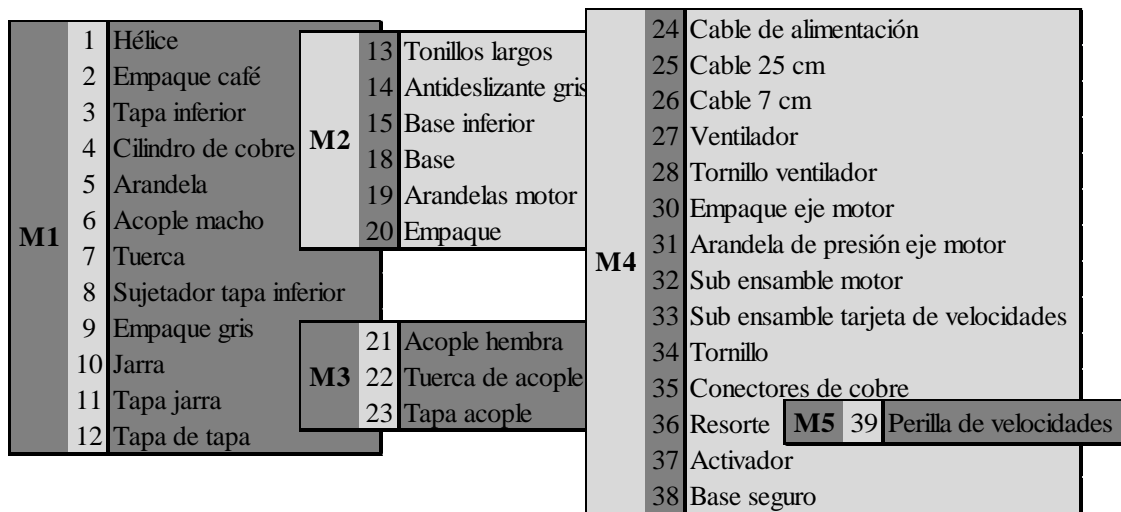 M1
1 Hélice
2 Empaque café
3 Tapa inferior
4 Cilindro de cobre
5 Arandela
6 Acople macho
7 Tuerca
8 Sujetador tapa inferior
9 Empaque gris
10 Jarra
11 Tapa jarra
12 Tapa de tapa
M2
13 Tonillos largos
14 Antideslizante gris
15 Base inferior
18 Base
19 Arandelas motor
20 Empaque
M3
21 Acople hembra
22 Tuerca de acople
23 Tapa acople
M4
24 Cable de alimentación
25 Cable 25 cm
26 Cable 7 cm
27 Ventilador
28 Tornillo ventilador
30 Empaque eje motor
31 Arandela de presión eje motor
32 Sub ensamble motor
33 Sub ensamble tarjeta de velocidades
34 Tornillo
35 Conectores de cobre
36 Resorte
37 Activador
38 Base seguro
M5 39 Perilla de velocidades